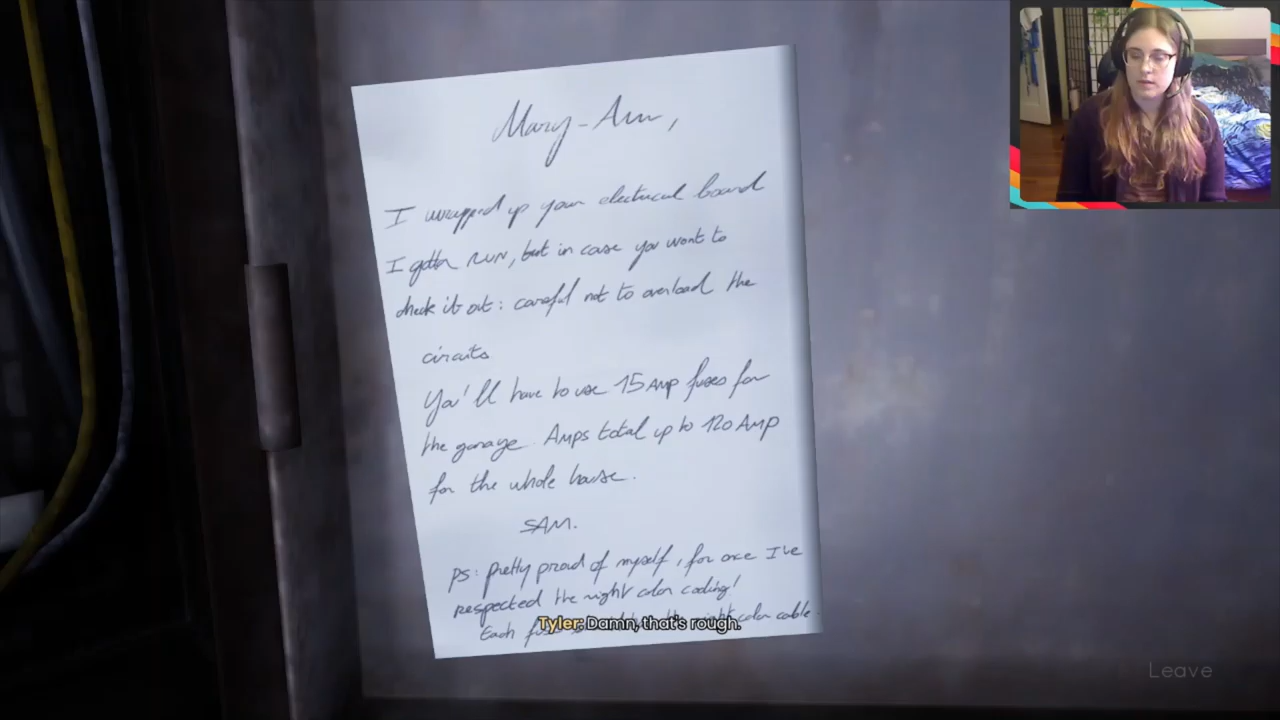 Mary-Ann,
I wrapped up your electrical board
I gotta RUN, but in case you want to
check it out: careful not to overload the
circuits
You'll have to use 15 AMP fuses for
the garage. Amps total up to 120 AMP
for the whole house.
SAM.
PS: pretty proud of myself, for once I've
respected the right color coding!
Each right color cable.
Tyler: Damn, that's rough.
Leave